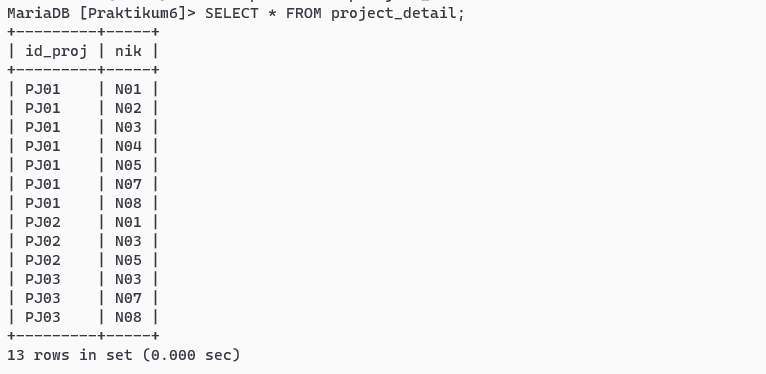 MariaDB [Praktikum6]> SELECT * FROM project_detail;
+---------+-----+
| id_proj | nik |
+---------+-----+
| PJ01    | N01 |
| PJ01    | N02 |
| PJ01    | N03 |
| PJ01    | N04 |
| PJ01    | N05 |
| PJ01    | N07 |
| PJ01    | N08 |
| PJ02    | N01 |
| PJ02    | N03 |
| PJ02    | N05 |
| PJ03    | N03 |
| PJ03    | N07 |
| PJ03    | N08 |
+---------+-----+
13 rows in set (0.000 sec)